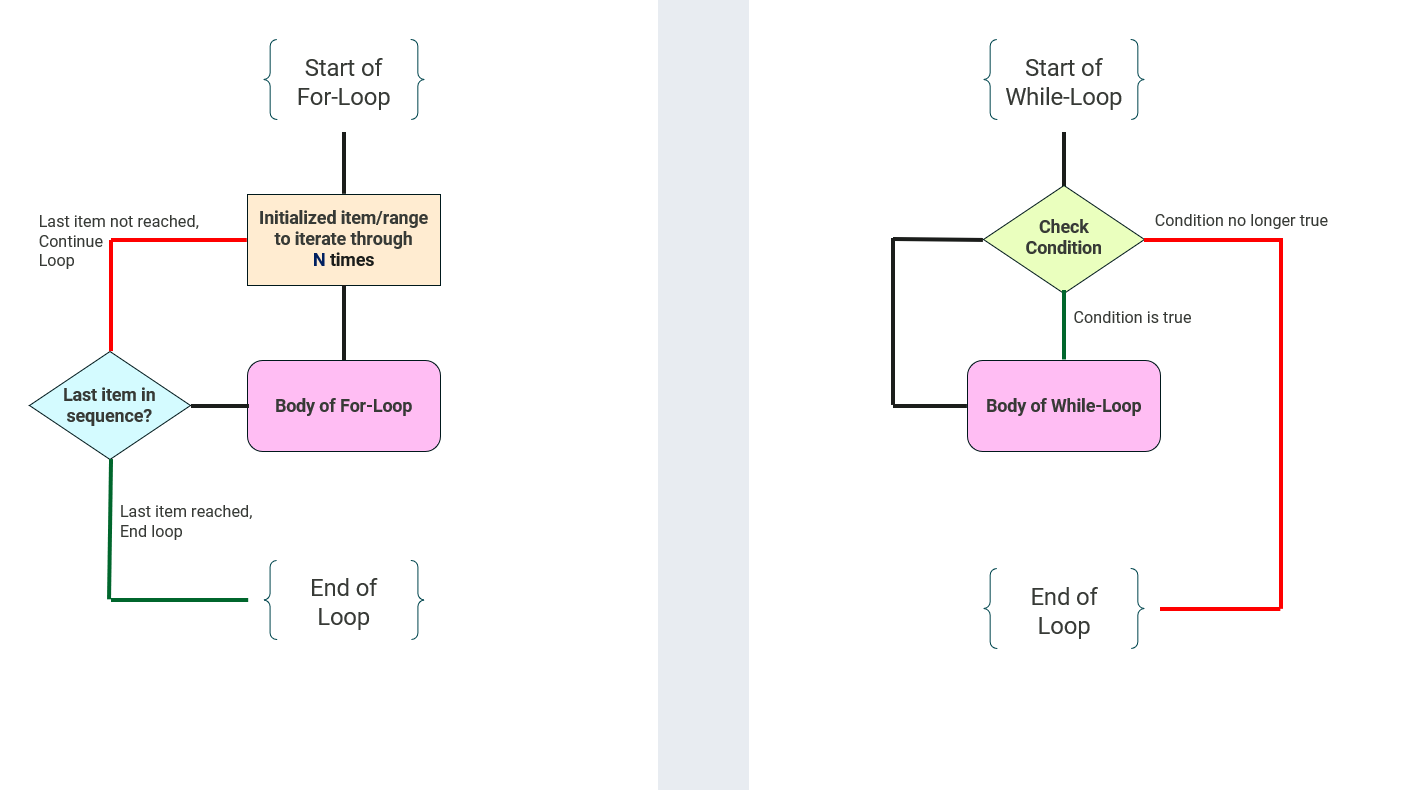 Start of
For-Loop
Last item not reached,
Continue
Loop
Initialized item/range
to iterate through
N times
Last item in
sequence?
Body of For-Loop
Last item reached,
End loop
End of
Loop
Start of
While-Loop
Check
Condition
Condition no longer true
Condition is true
Body of While-Loop
End of
Loop